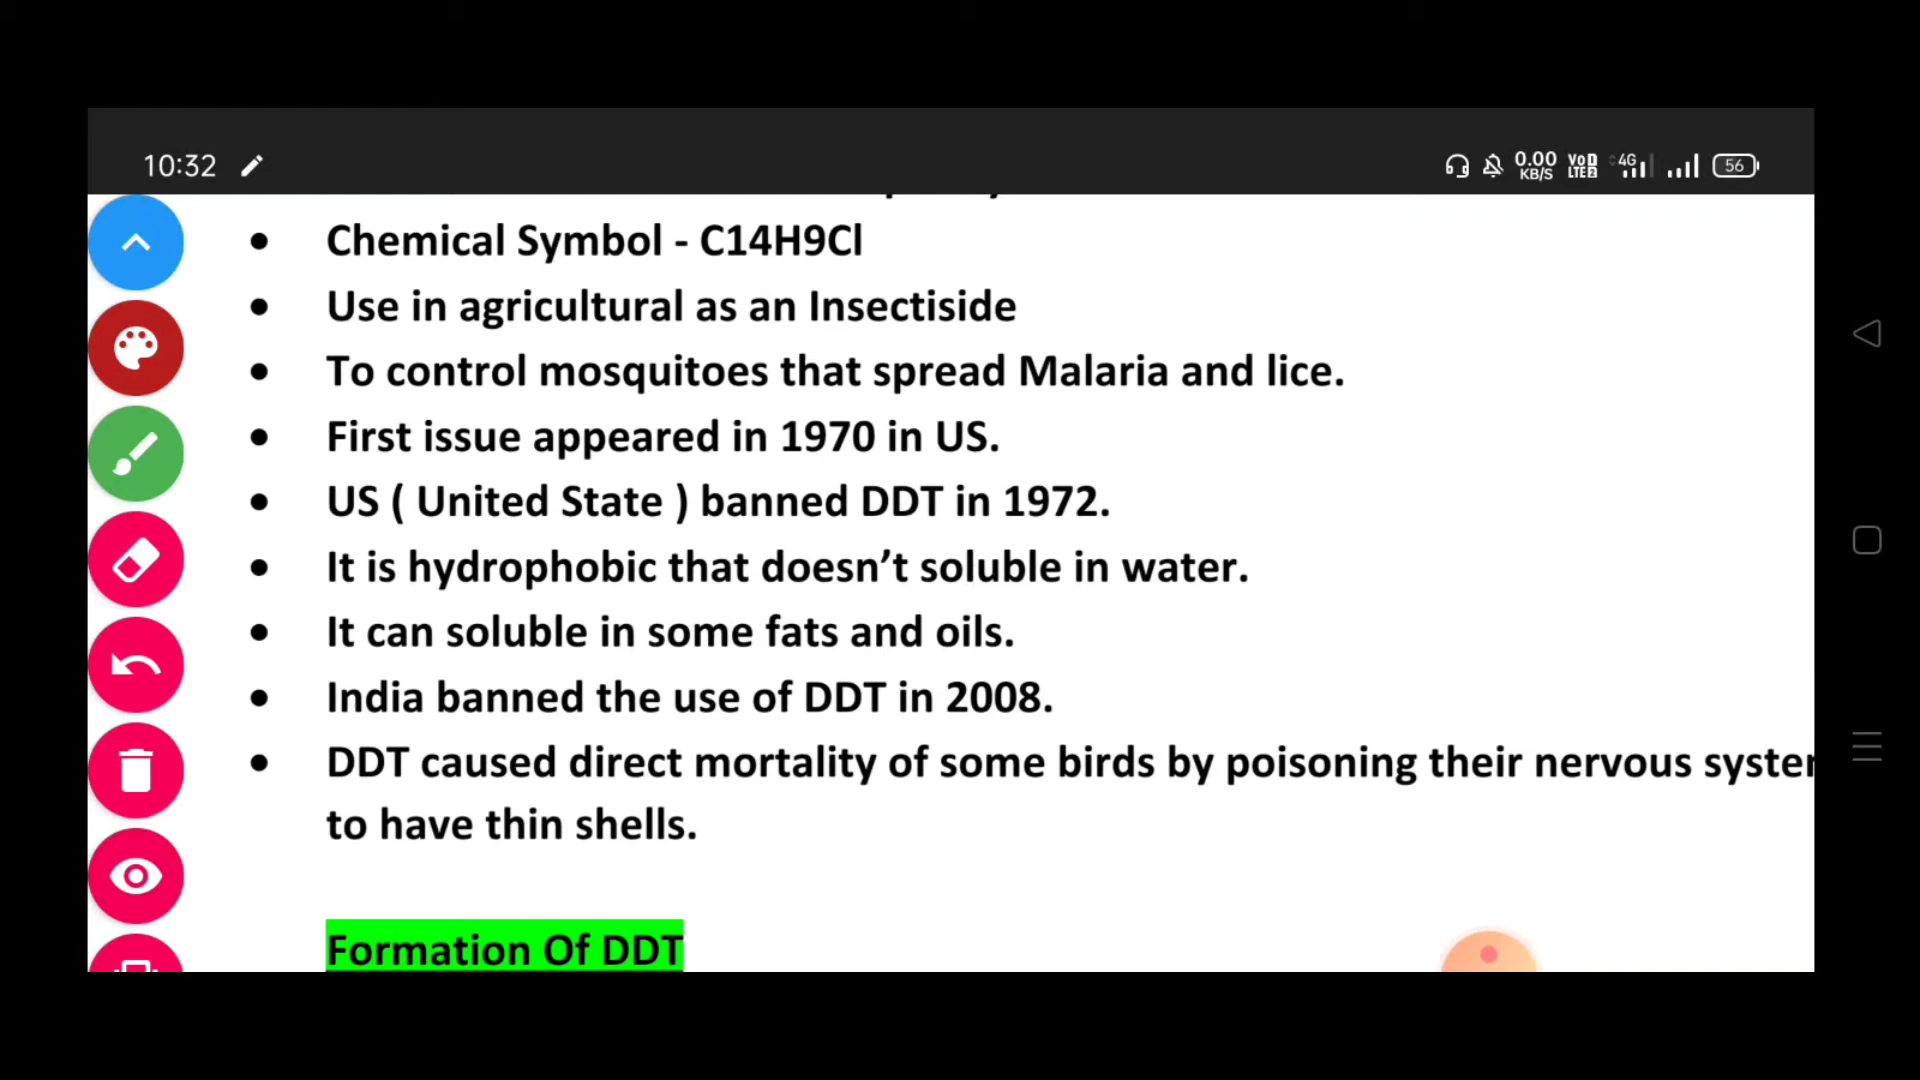 10:32
0.00 KB/S VoD LTE2 4G 56
• Chemical Symbol - C14H9Cl
• Use in agricultural as an Insectiside
• To control mosquitoes that spread Malaria and lice.
• First issue appeared in 1970 in US.
• US ( United State ) banned DDT in 1972.
• It is hydrophobic that doesn’t soluble in water.
• It can soluble in some fats and oils.
• India banned the use of DDT in 2008.
• DDT caused direct mortality of some birds by poisoning their nervous
to have thin shells.
Formation Of DDT